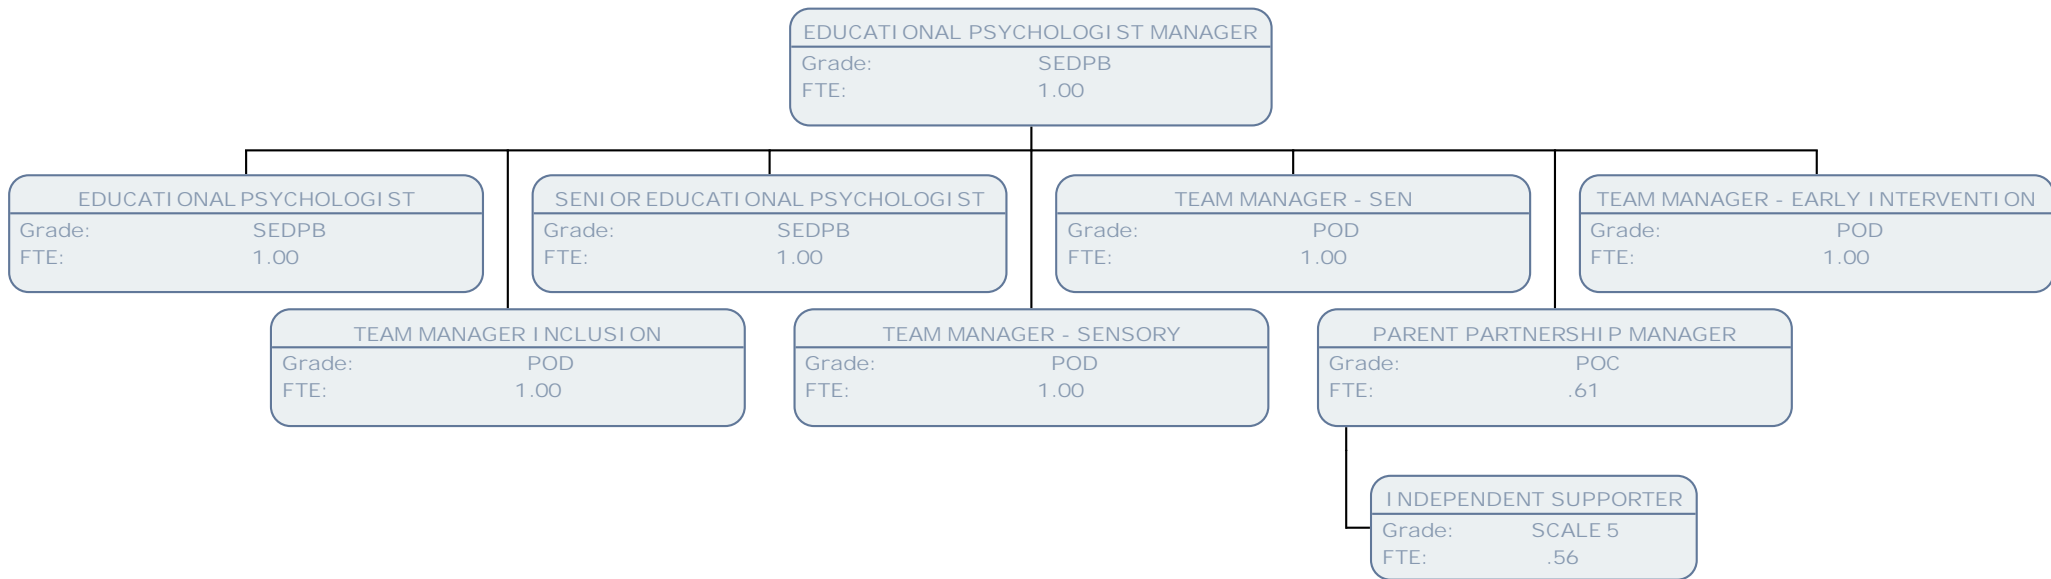 EDUCATIONAL PSYCHOLOGIST MANAGER
Grade: SEDPB
FTE: 1.00
EDUCATIONAL PSYCHOLOGIST
Grade: SEDPB
FTE: 1.00
SENIOR EDUCATIONAL PSYCHOLOGIST
Grade: SEDPB
FTE: 1.00
TEAM MANAGER - SEN
Grade: POD
FTE: 1.00
TEAM MANAGER - EARLY INTERVENTION
Grade: POD
FTE: 1.00
TEAM MANAGER INCLUSION
Grade: POD
FTE: 1.00
TEAM MANAGER - SENSORY
Grade: POD
FTE: 1.00
PARENT PARTNERSHIP MANAGER
Grade: POC
FTE: .61
INDEPENDENT SUPPORTER
Grade: SCALE 5
FTE: .56